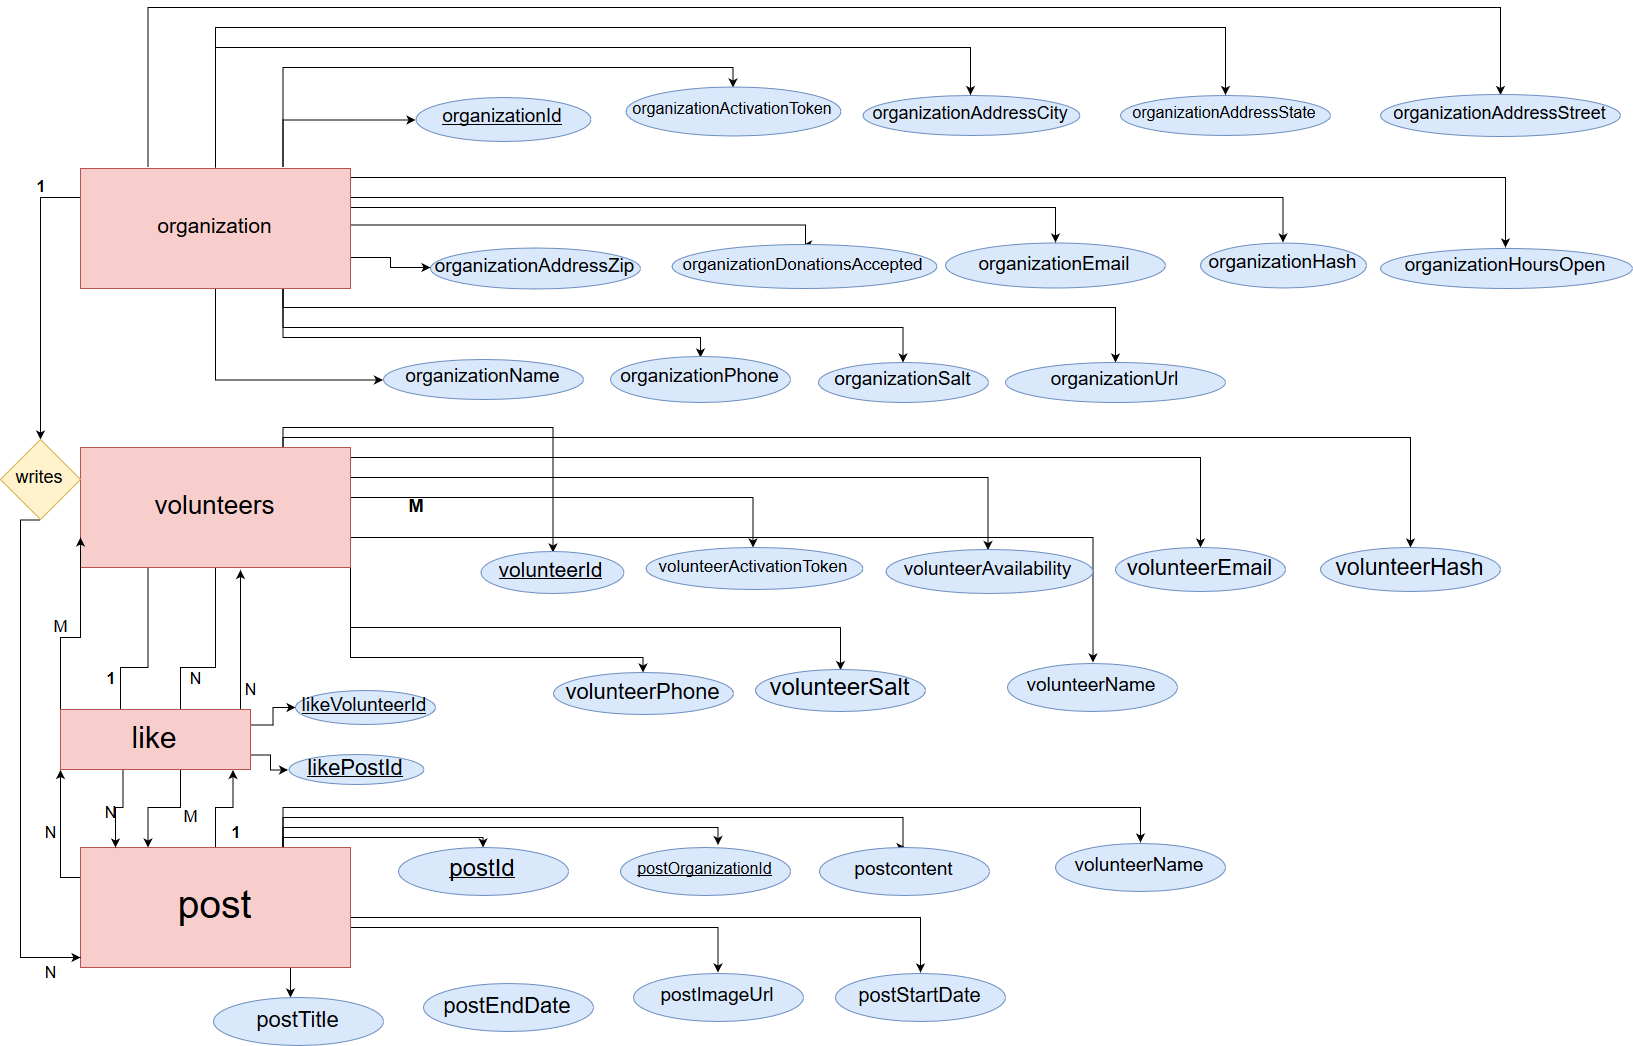 organizationId
organizationActivationToken
organizationAddressCity
organizationAddressState
organizationAddressStreet
1
organization
organizationAddressZip
organizationDonationsAccepted
organizationEmail
organizationHash
organizationHoursOpen
organizationName
organizationPhone
organizationSalt
organizationUrl
writes
volunteers
M
volunteerId
volunteerActivationToken
volunteerAvailability
volunteerEmail
volunteerHash
M
1
N
N
volunteerPhone
volunteerSalt
volunteerName
like
likeVolunteerId
likePostId
N
N
M
1
postId
postOrganizationId
postcontent
volunteerName
post
N
postTitle
postEndDate
postImageUrl
postStartDate